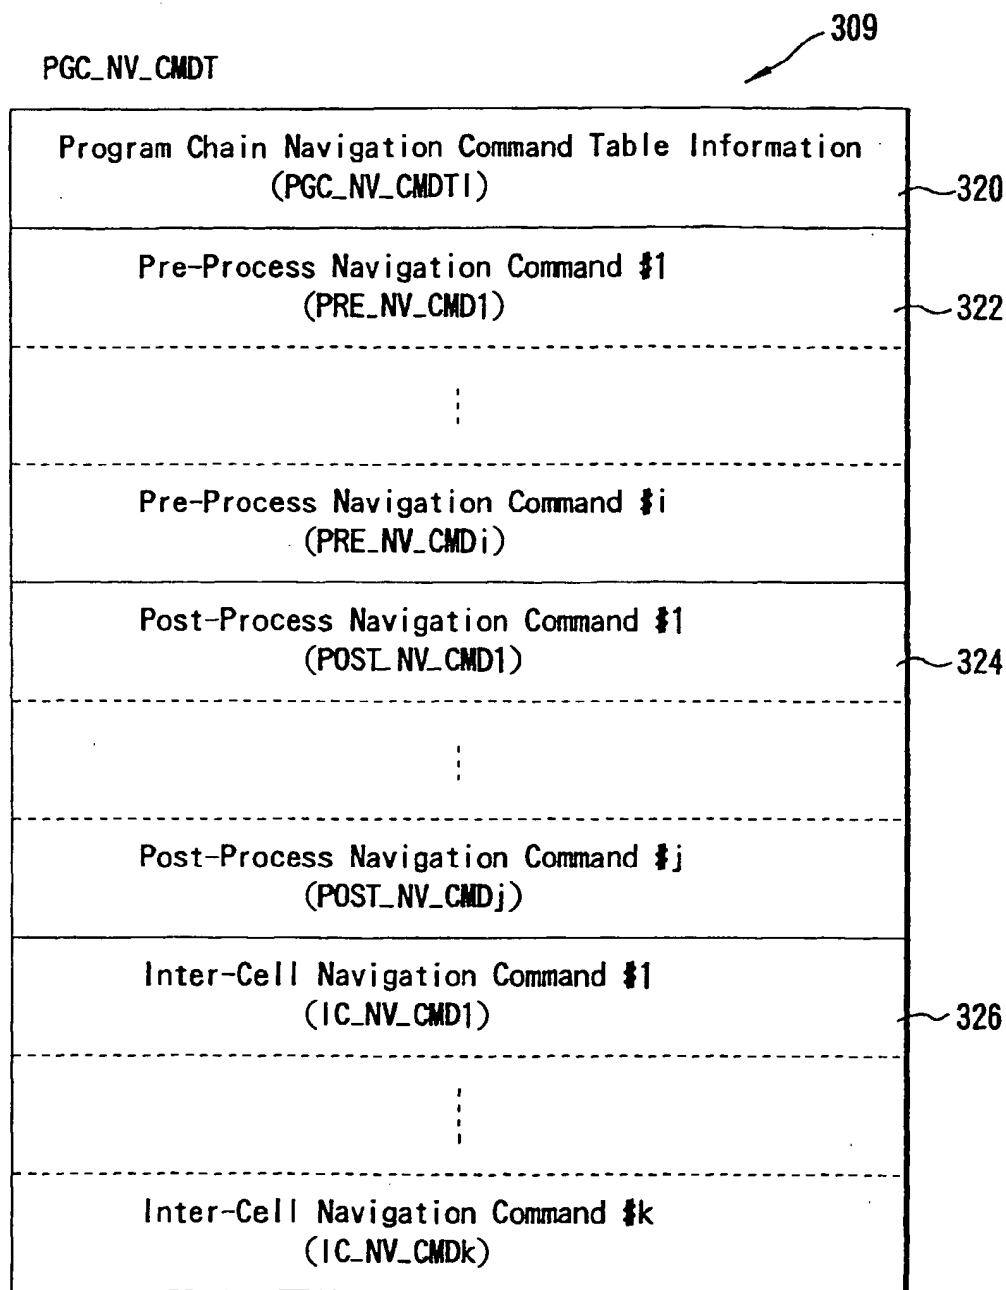 309
PGC_NV_CMDT
Program Chain Navigation Command Table Information
(PGC_NV_CMDTI)
320
Pre-Process Navigation Command #1
(PRE_NV_CMD1)
322
Pre-Process Navigation Command #i
(PRE_NV_CMDi)
Post-Process Navigation Command #1
(POST_NV_CMD1)
324
Post-Process Navigation Command #j
(POST_NV_CMDj)
Inter-Cell Navigation Command #1
(IC_NV_CMD1)
326
Inter-Cell Navigation Command #k
(IC_NV_CMDk)